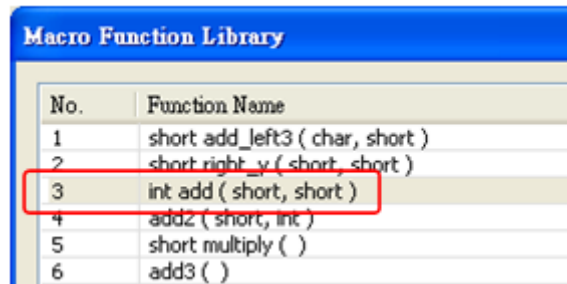 Macro Function Library
No. Function Name
1 short add_left3 ( char, short )
2 short right_y ( short, short )
3 int add ( short, short )
4 add2 ( short, int )
5 short multiply ( )
6 add3 ( )